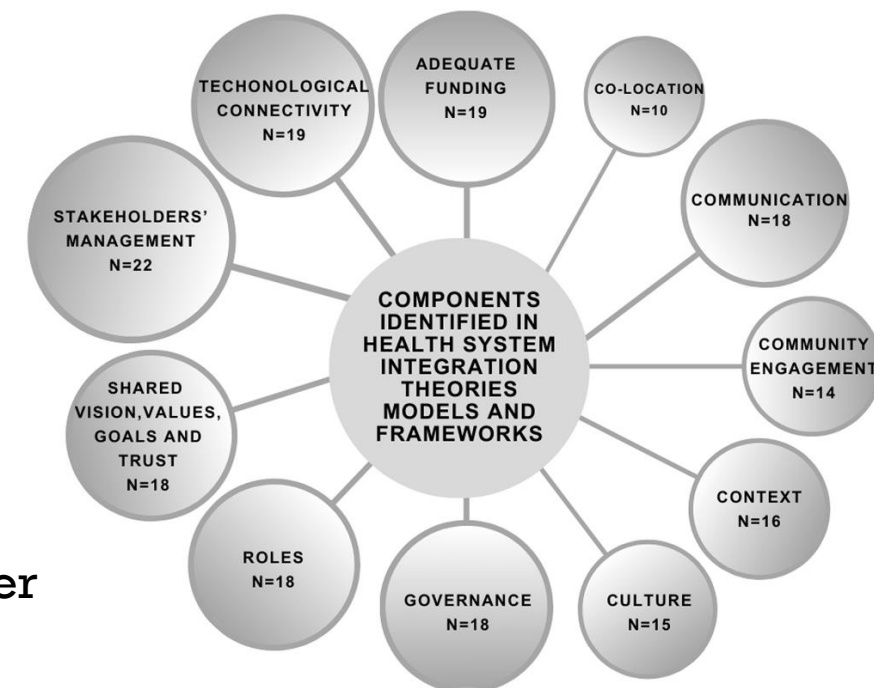 ADEQUATE
FUNDING
N=19
CO-LOCATION
N=10
COMMUNICATION
N=18
COMMUNITY
ENGAGEMENT
N=14
CONTEXT
N=16
CULTURE
N=15
GOVERNANCE
N=18
ROLES
N=18
SHARED
VISION,VALUES,
GOALS AND
TRUST
N=18
STAKEHOLDERS’
MANAGEMENT
N=22
TECHONOLOGICAL
CONNECTIVITY
N=19
COMPONENTS
IDENTIFIED IN
HEALTH SYSTEM
INTEGRATION
THEORIES
MODELS AND
FRAMEWORKS
er